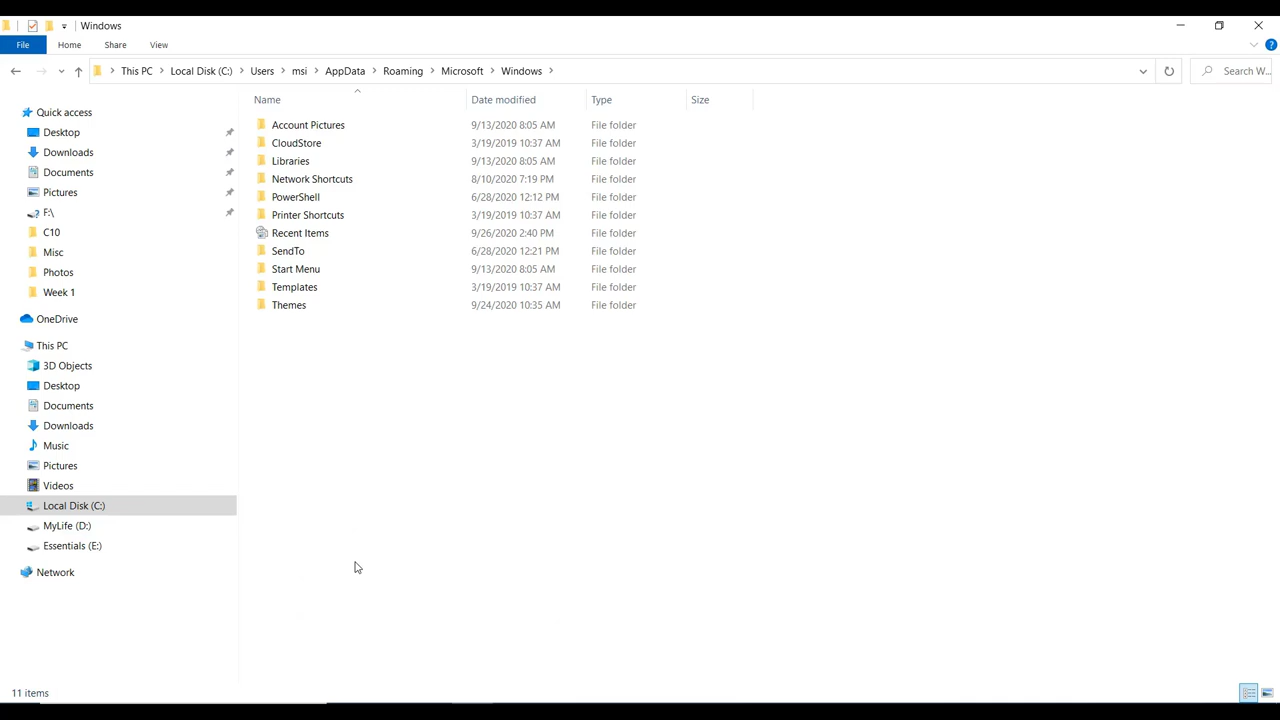 Windows
File Home Share View
This PC Local Disk (C:) Users msi AppData Roaming Microsoft Windows Search W...
Name Date modified Type Size
Quick access
Desktop
Downloads
Documents
Pictures
F:\
C10
Misc
Photos
Week 1
OneDrive
This PC
3D Objects
Desktop
Documents
Downloads
Music
Pictures
Videos
Local Disk (C:)
MyLife (D:)
Essentials (E:)
Network
Account Pictures 9/13/2020 8:05 AM File folder
CloudStore 3/19/2019 10:37 AM File folder
Libraries 9/13/2020 8:05 AM File folder
Network Shortcuts 8/10/2020 7:19 PM File folder
PowerShell 6/28/2020 12:12 PM File folder
Printer Shortcuts 3/19/2019 10:37 AM File folder
Recent Items 9/26/2020 2:40 PM File folder
SendTo 6/28/2020 12:21 PM File folder
Start Menu 9/13/2020 8:05 AM File folder
Templates 3/19/2019 10:37 AM File folder
Themes 9/24/2020 10:35 AM File folder
11 items